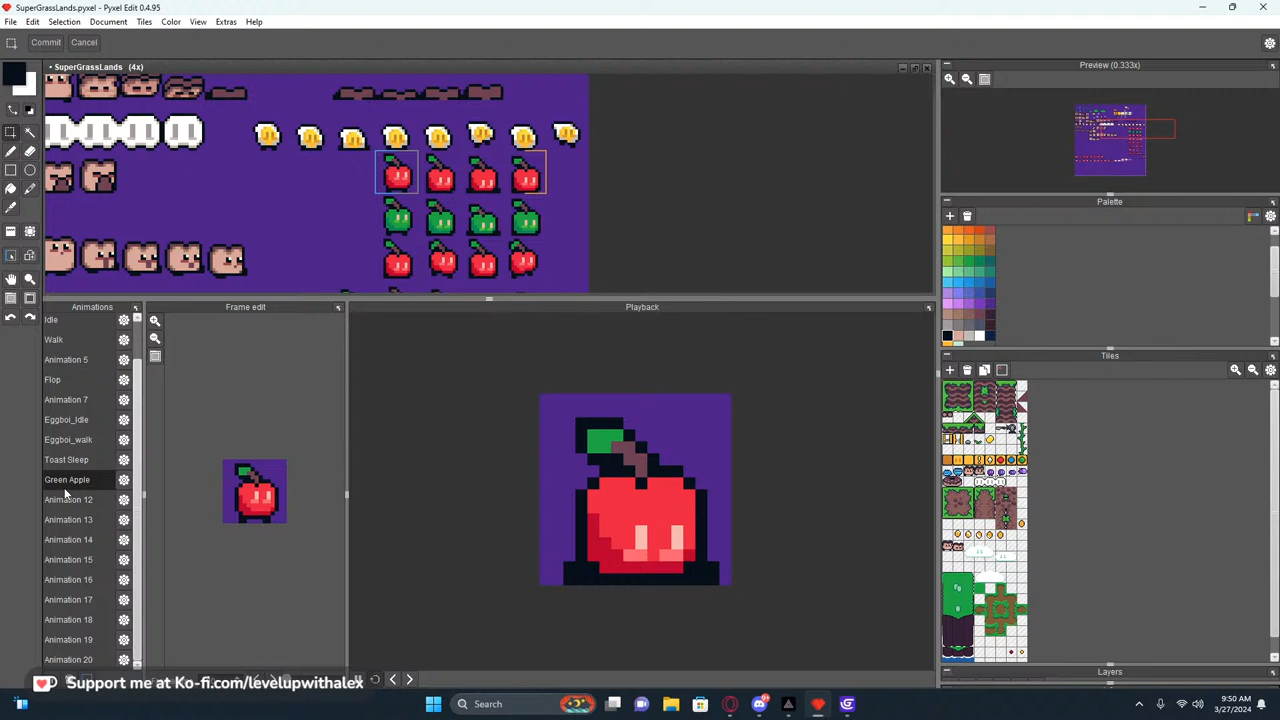 SuperGrassLands.pyxel - Pyxel Edit 0.4.95
File Edit Selection Document Tiles Color View Extras Help
Commit Cancel
• SuperGrassLands (4x)
Preview (0.333x)
Palette
Animations
Frame edit
Playback
Idle
Walk
Animation 5
Flop
Animation 7
Eggboi_Idle
Eggboi_walk
Toast Sleep
Green Apple
Animation 12
Animation 13
Animation 14
Animation 15
Animation 16
Animation 17
Animation 18
Animation 19
Animation 20
Tiles
Layers
Support me at Ko-fi.com/levelupwithalex
Search
9:50 AM
3/27/2024